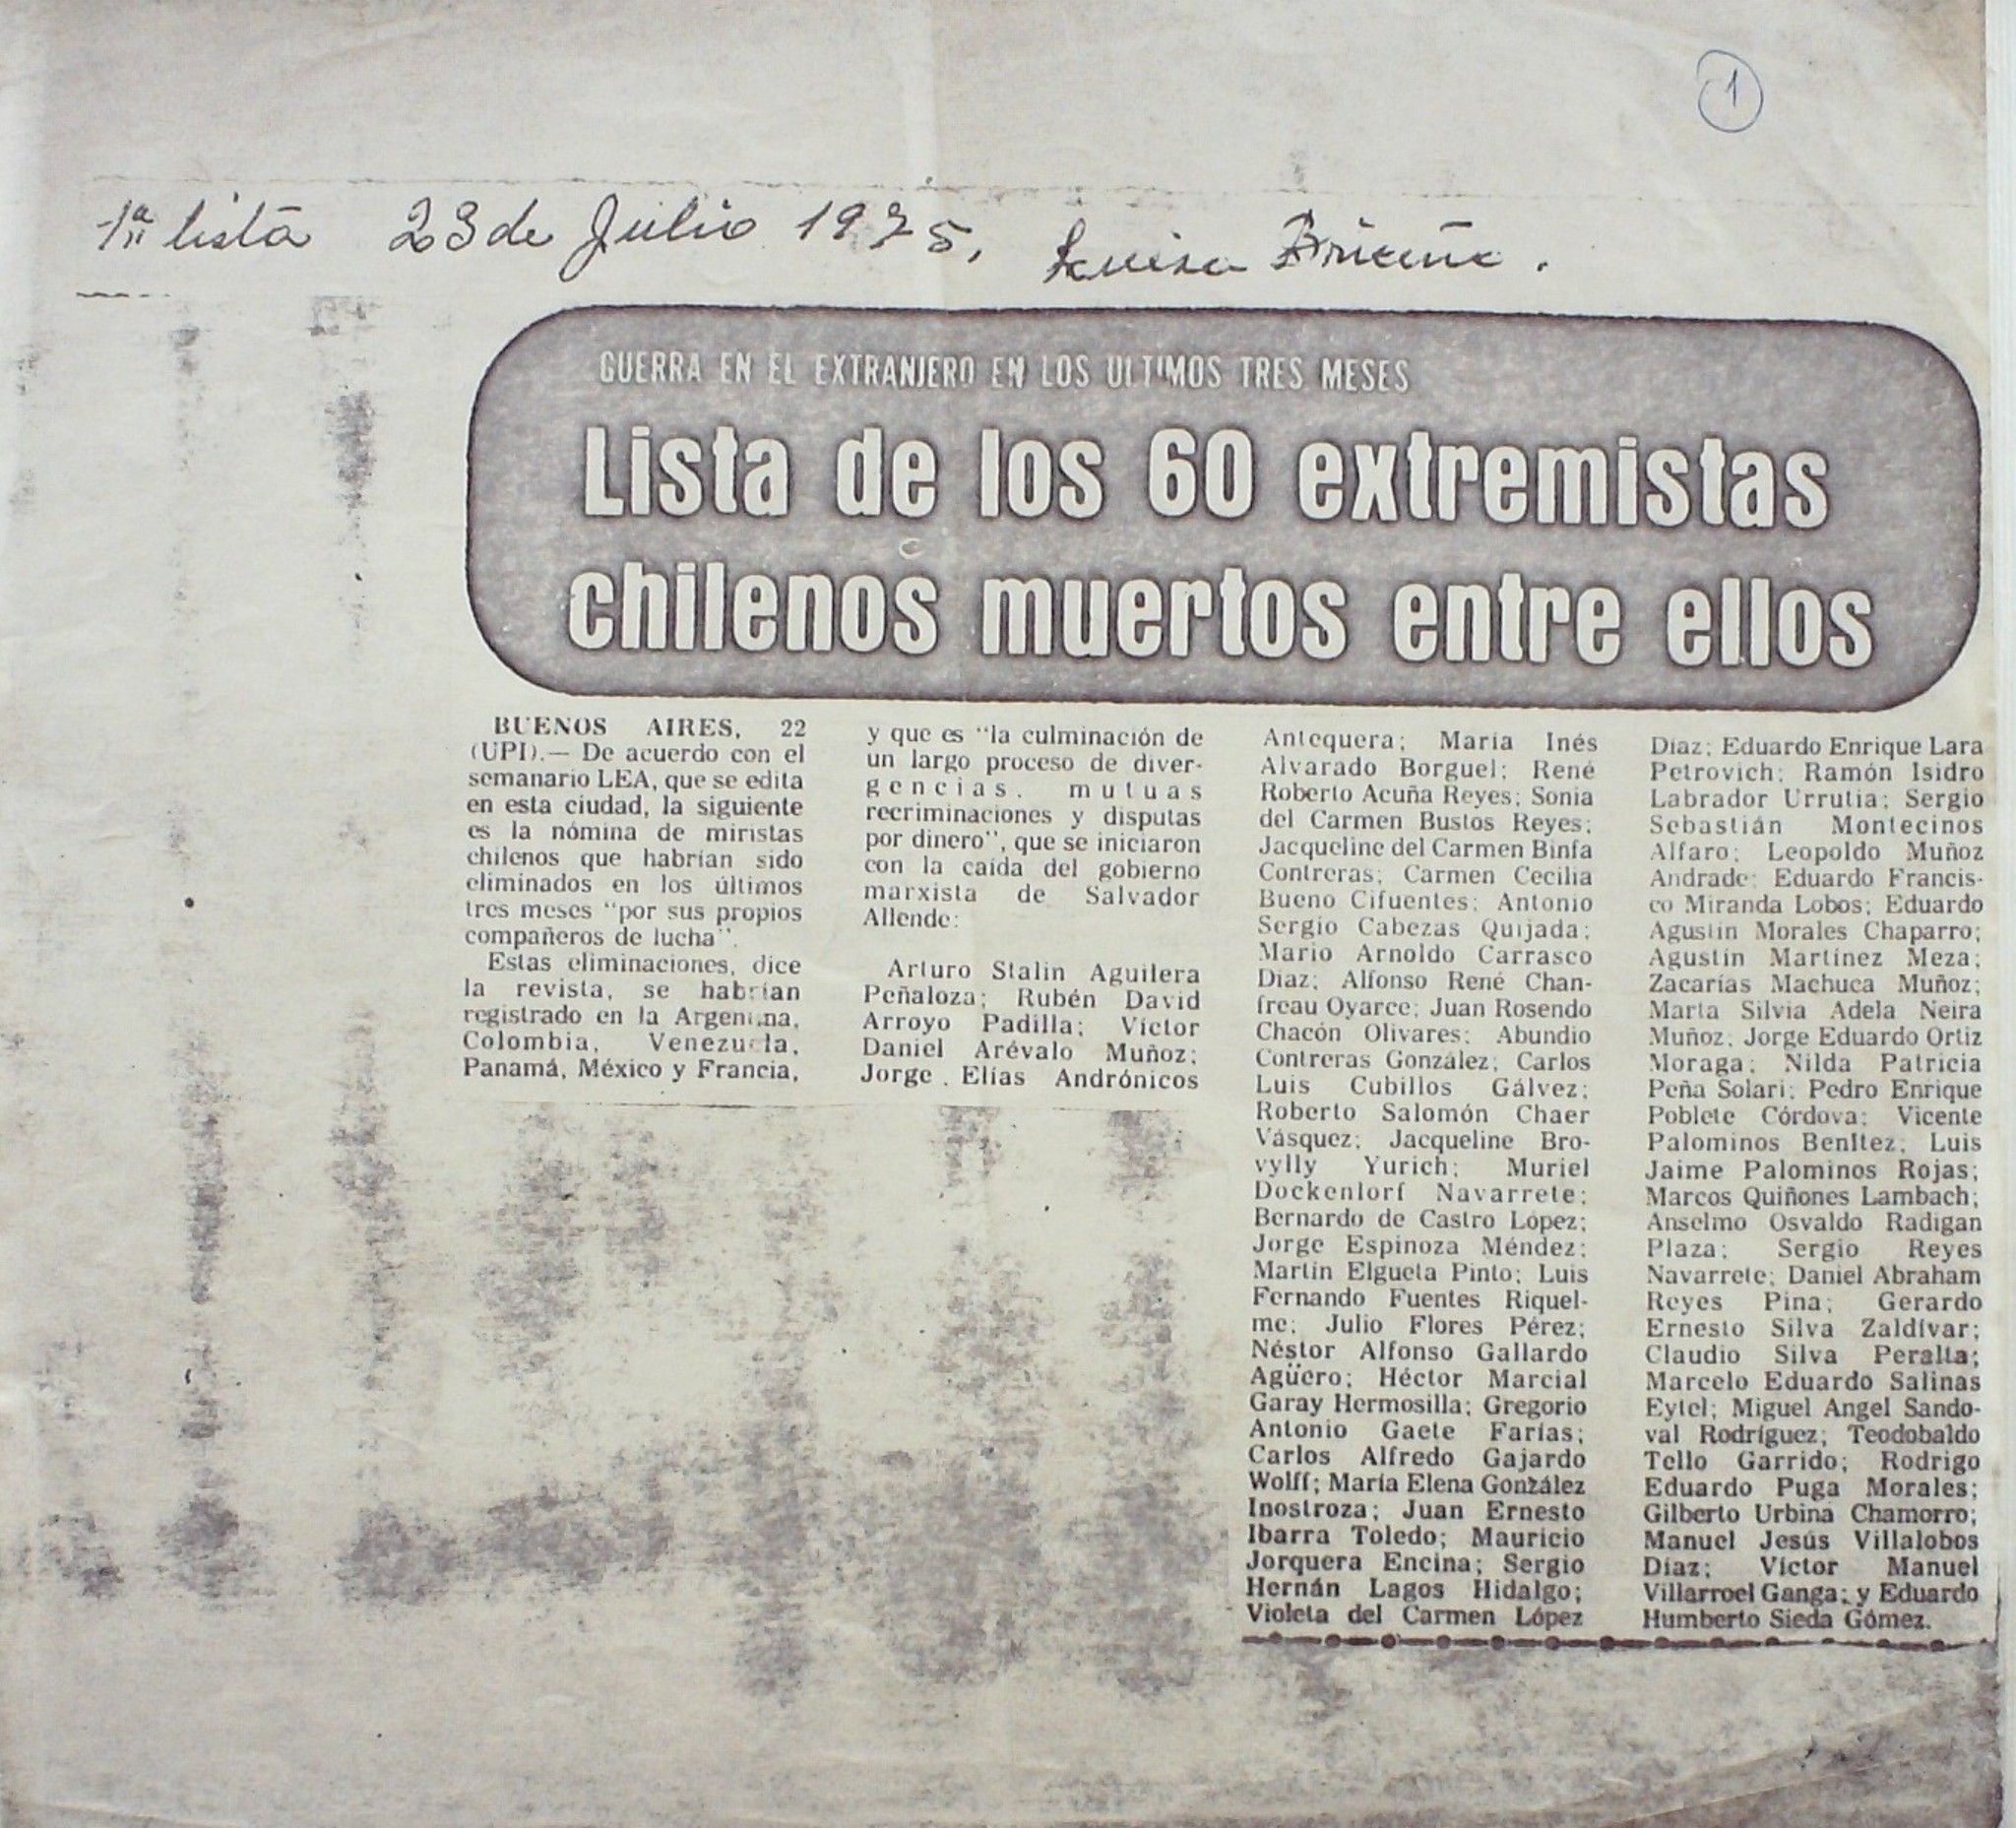 1
1ª lista 23 de Julio 1975, Luisa Briceño.
GUERRA EN EL EXTRANJERO EN LOS ULTIMOS TRES MESES
Lista de los 60 extremistas
chilenos muertos entre ellos
BUENOS AIRES, 22
(UPI).— De acuerdo con el
semanario LEA, que se edita
en esta ciudad, la siguiente
es la nómina de miristas
chilenos que habrían sido
eliminados en los últimos
tres meses "por sus propios
compañeros de lucha".
Estas eliminaciones, dice
la revista, se habrían
registrado en la Argentina,
Colombia, Venezuela,
Panamá, México y Francia,
y que es "la culminación de
un largo proceso de diver-
gencias, mutuas
recriminaciones y disputas
por dinero", que se iniciaron
con la caída del gobierno
marxista de Salvador
Allende:
Arturo Stalin Aguilera
Peñaloza; Rubén David
Arroyo Padilla; Víctor
Daniel Arévalo Muñoz;
Jorge Elías Andrónicos
Antequera; María Inés
Alvarado Borguel; René
Roberto Acuña Reyes; Sonia
del Carmen Bustos Reyes;
Jacqueline del Carmen Binfa
Contreras; Carmen Cecilia
Bueno Cifuentes; Antonio
Sergio Cabezas Quijada;
Mario Arnoldo Carrasco
Díaz; Alfonso René Chan-
freau Oyarce; Juan Rosendo
Chacón Olivares; Abundio
Contreras González; Carlos
Luis Cubillos Gálvez;
Roberto Salomón Chaer
Vásquez; Jacqueline Bro-
vylly Yurich; Muriel
Dockenlorf Navarrete;
Bernardo de Castro López;
Jorge Espinoza Méndez;
Martín Elgueta Pinto; Luis
Fernando Fuentes Riquel-
me; Julio Flores Pérez;
Néstor Alfonso Gallardo
Agüero; Héctor Marcial
Garay Hermosilla; Gregorio
Antonio Gaete Farías;
Carlos Alfredo Gajardo
Wolff; María Elena González
Inostroza; Juan Ernesto
Ibarra Toledo; Mauricio
Jorquera Encina; Sergio
Hernán Lagos Hidalgo;
Violeta del Carmen López
Díaz; Eduardo Enrique Lara
Petrovich; Ramón Isidro
Labrador Urrutia; Sergio
Sebastián Montecinos
Alfaro; Leopoldo Muñoz
Andrade; Eduardo Francis-
co Miranda Lobos; Eduardo
Agustín Morales Chaparro;
Agustín Martínez Meza;
Zacarías Machuca Muñoz;
Marta Silvia Adela Neira
Muñoz; Jorge Eduardo Ortiz
Moraga; Nilda Patricia
Peña Solari; Pedro Enrique
Poblete Córdova; Vicente
Palominos Benítez; Luis
Jaime Palominos Rojas;
Marcos Quiñones Lambach;
Anselmo Osvaldo Radigan
Plaza; Sergio Reyes
Navarrete; Daniel Abraham
Reyes Pina; Gerardo
Ernesto Silva Zaldívar;
Claudio Silva Peralta;
Marcelo Eduardo Salinas
Eytel; Miguel Angel Sando-
val Rodríguez; Teodobaldo
Tello Garrido; Rodrigo
Eduardo Puga Morales;
Gilberto Urbina Chamorro;
Manuel Jesús Villalobos
Díaz; Víctor Manuel
Villarroel Ganga; y Eduardo
Humberto Sieda Gómez.